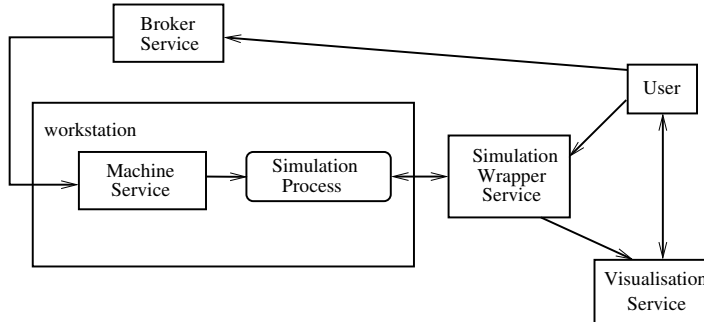 Broker
Service
User
workstation
Machine
Service
Simulation
Process
Simulation
Wrapper
Service
Visualisation
Service